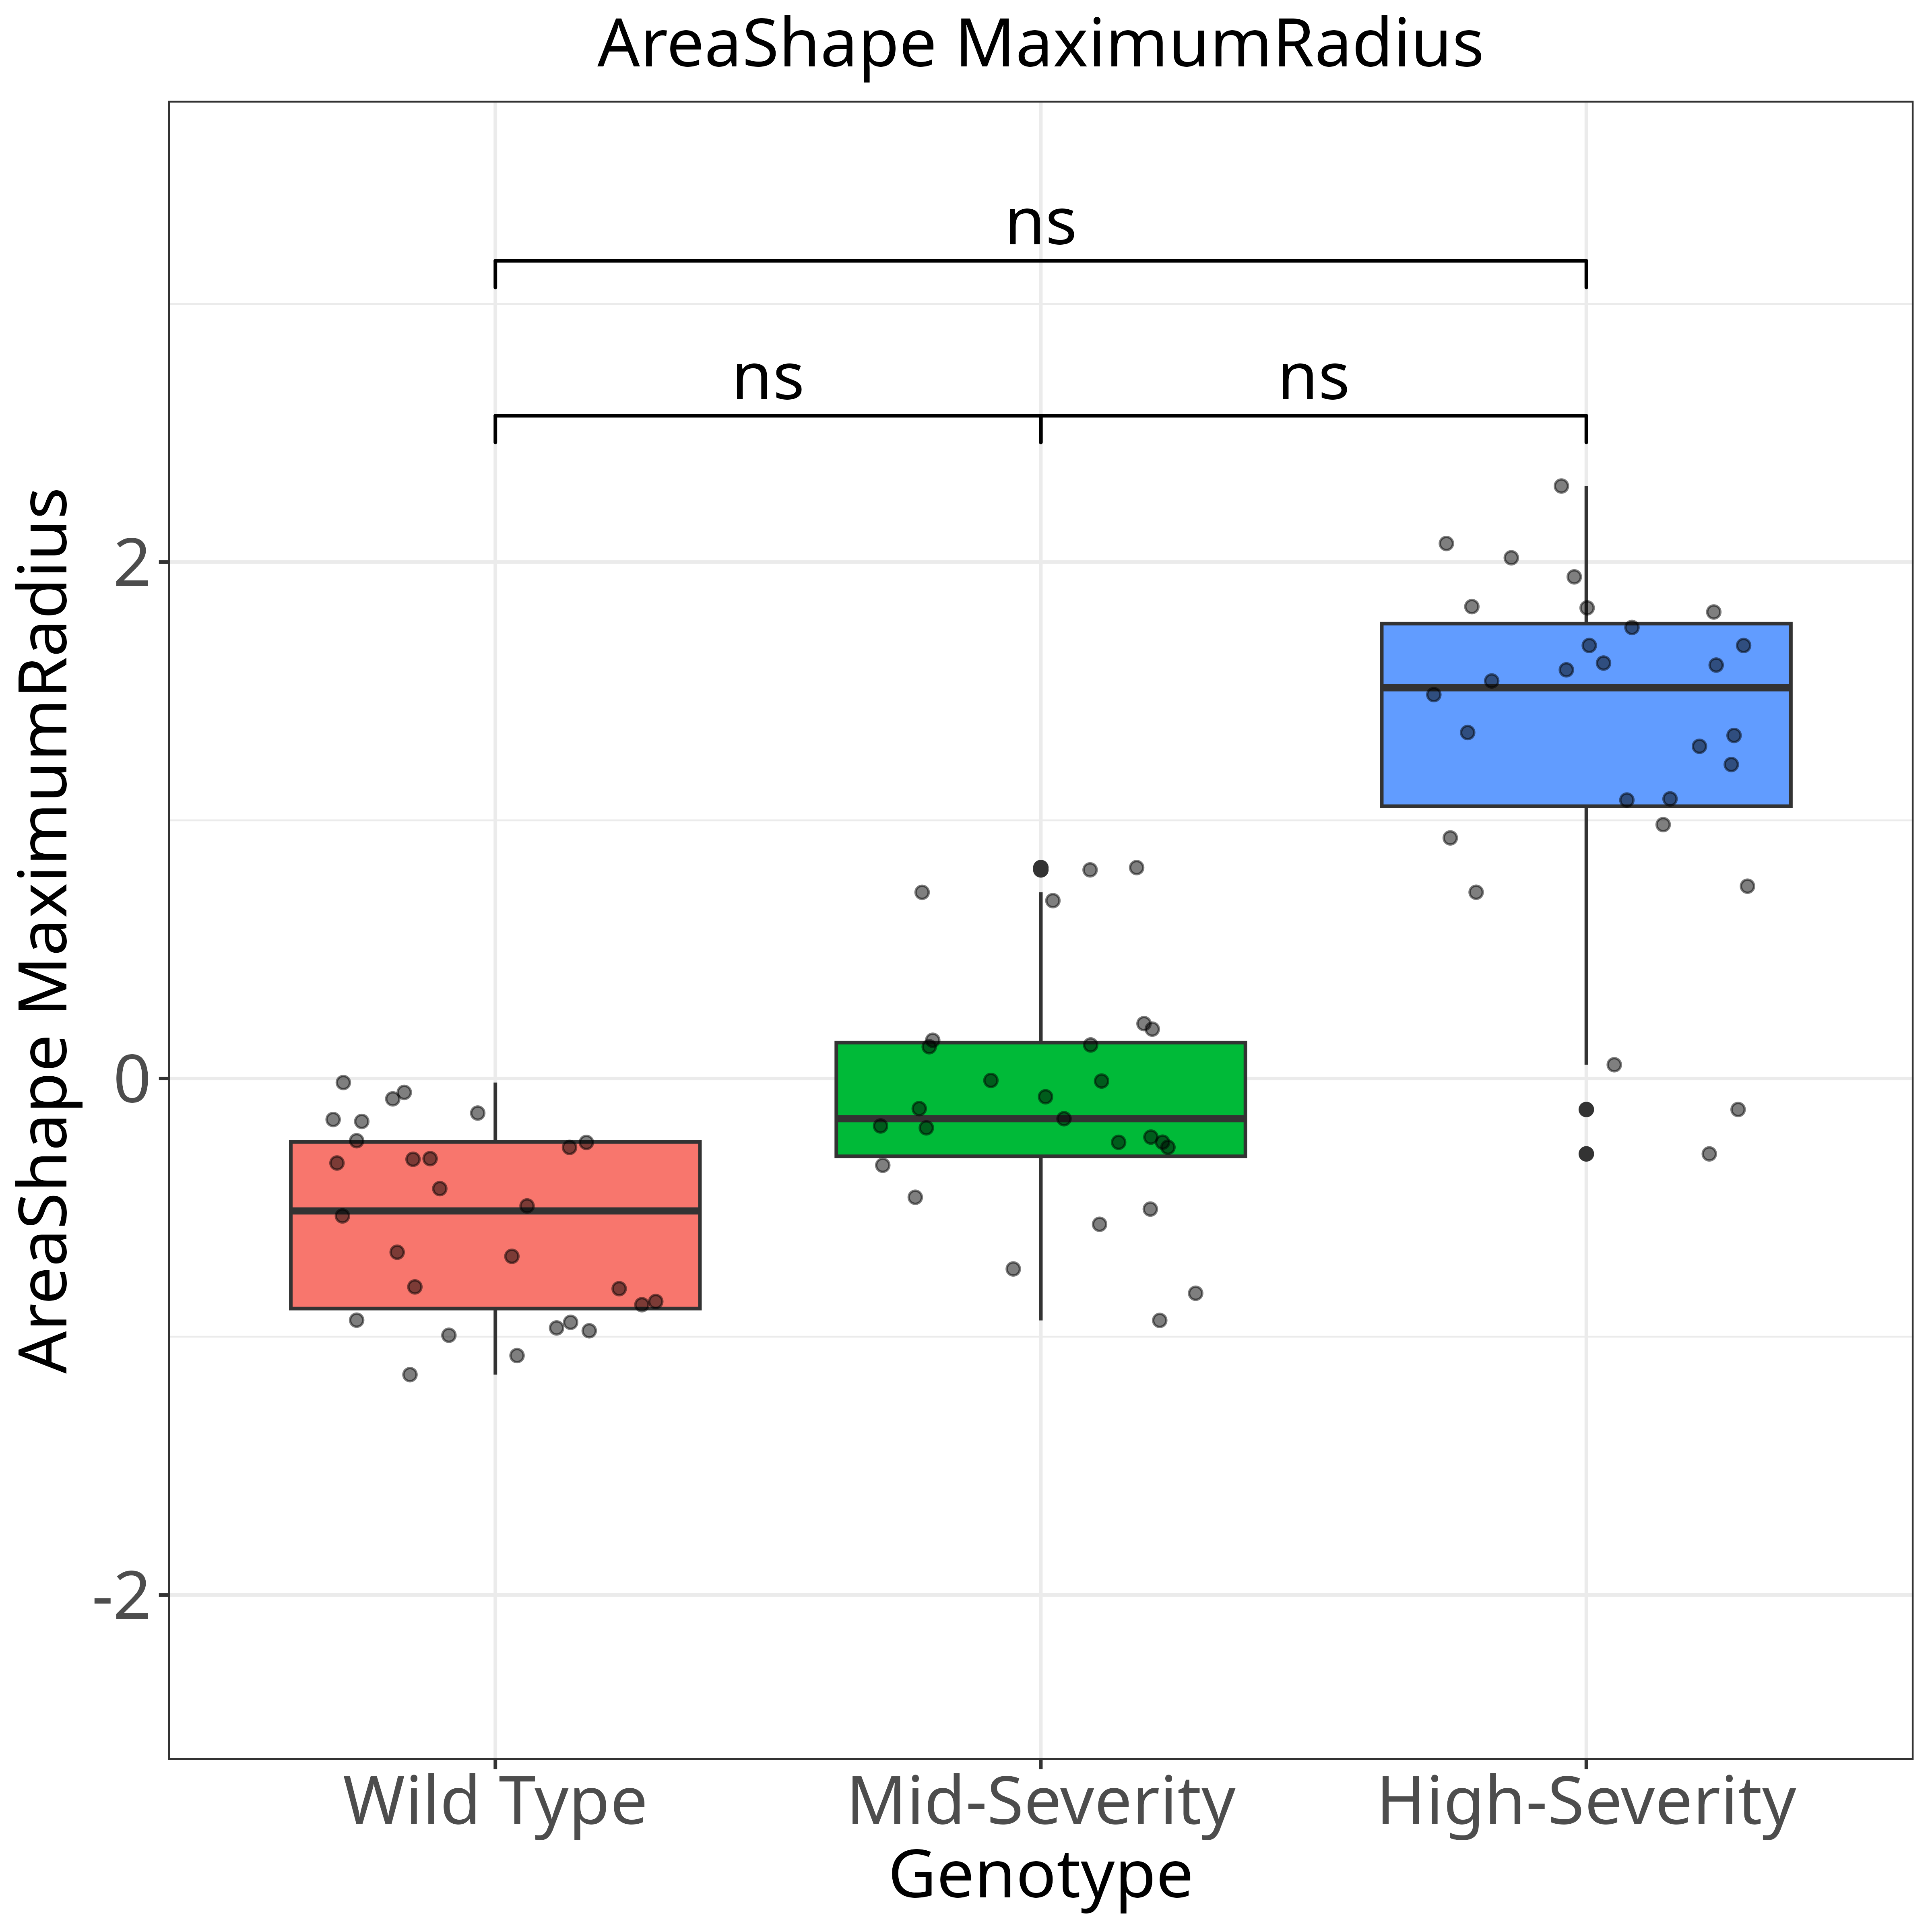 AreaShape MaximumRadius
ns
ns ns
AreaShape MaximumRadius
2
0
-2
Wild Type Mid-Severity High-Severity
Genotype